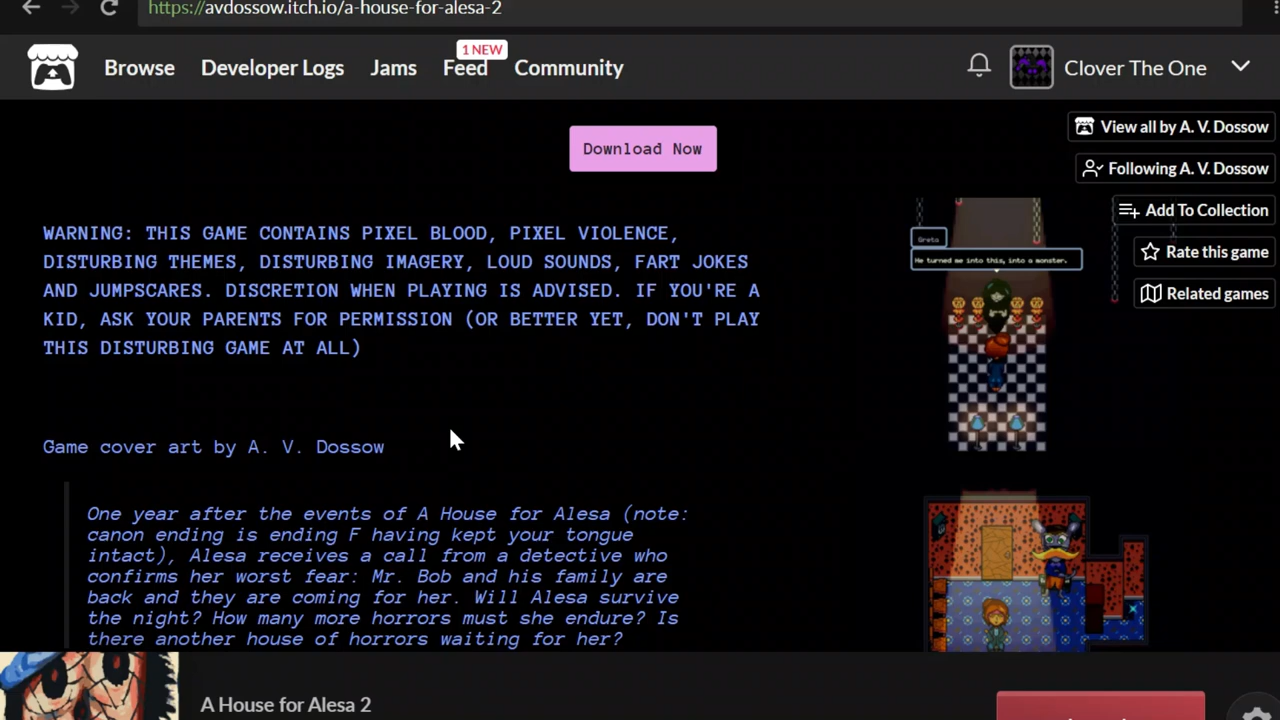 https://avdossow.itch.io/a-house-for-alesa-2
1 NEW
Browse
Developer Logs
Jams
Feed
Community
Clover The One
Download Now
View all by A. V. Dossow
Following A. V. Dossow
Add To Collection
Rate this game
Related games
WARNING: THIS GAME CONTAINS PIXEL BLOOD, PIXEL VIOLENCE,
DISTURBING THEMES, DISTURBING IMAGERY, LOUD SOUNDS, FART JOKES
AND JUMPSCARES. DISCRETION WHEN PLAYING IS ADVISED. IF YOU'RE A
KID, ASK YOUR PARENTS FOR PERMISSION (OR BETTER YET, DON'T PLAY
THIS DISTURBING GAME AT ALL)
Greta
He turned me into this, into a monster.
Game cover art by A. V. Dossow
One year after the events of A House for Alesa (note:
canon ending is ending F having kept your tongue
intact), Alesa receives a call from a detective who
confirms her worst fear: Mr. Bob and his family are
back and they are coming for her. Will Alesa survive
the night? How many more horrors must she endure? Is
there another house of horrors waiting for her?
A House for Alesa 2